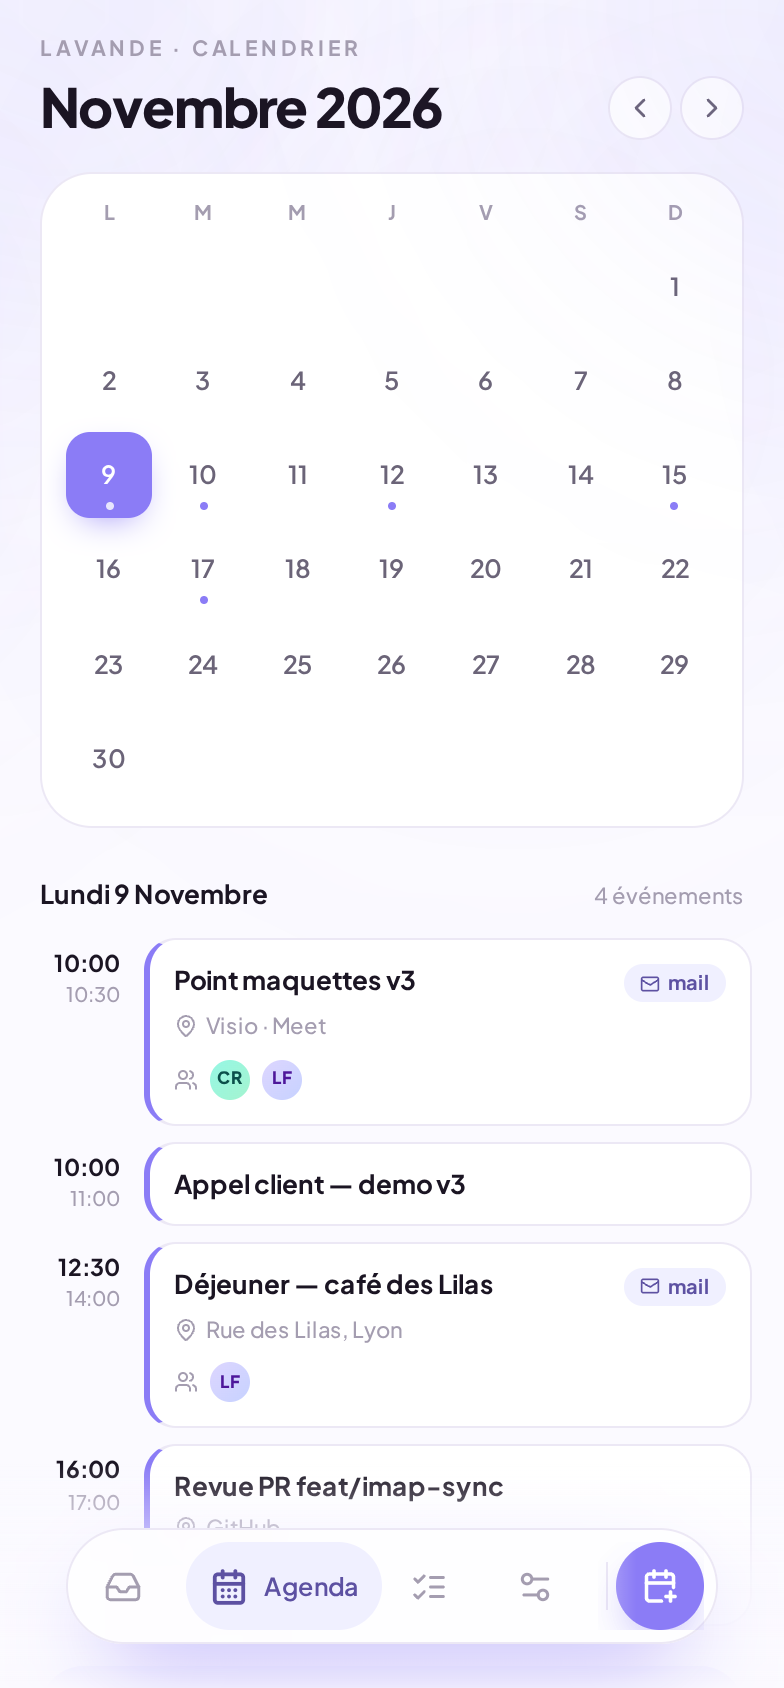 LAVANDE · CALENDRIER
Novembre 2026
L M M J V S D
1
2 3 4 5 6 7 8
9 10 11 12 13 14 15
16 17 18 19 20 21 22
23 24 25 26 27 28 29
30
Lundi 9 Novembre 4 événements
10:00
10:30
Point maquettes v3 mail
Visio · Meet
CR LF
10:00
11:00
Appel client — demo v3
12:30
14:00
Déjeuner — café des Lilas mail
Rue des Lilas, Lyon
LF
16:00
17:00
Revue PR feat/imap-sync
GitHub
Agenda